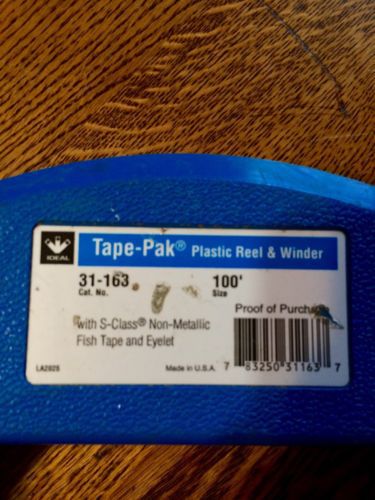 IDEAL
Tape-Pak® Plastic Reel & Winder
31-163 100'
Cat. No. Size
Proof of Purchase
with S-Class® Non-Metallic
Fish Tape and Eyelet
LA2926 Made in U.S.A.
7 83250 31163 7